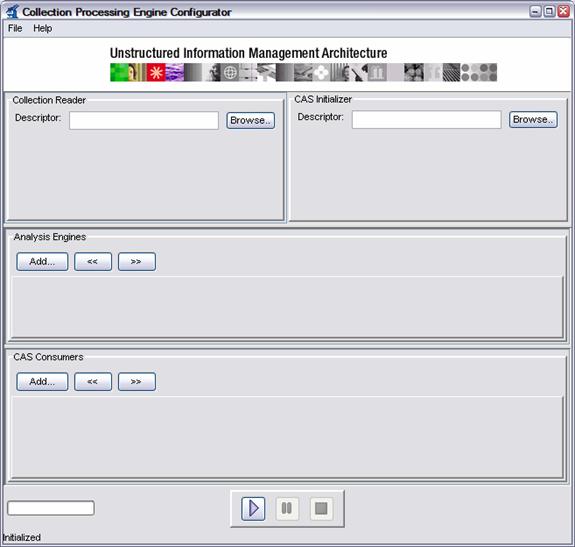 Collection Processing Engine Configurator
File Help
Unstructured Information Management Architecture
Collection Reader
Descriptor: Browse..
CAS Initializer
Descriptor: Browse..
Analysis Engines
Add... << >>
CAS Consumers
Add... << >>
Initialized